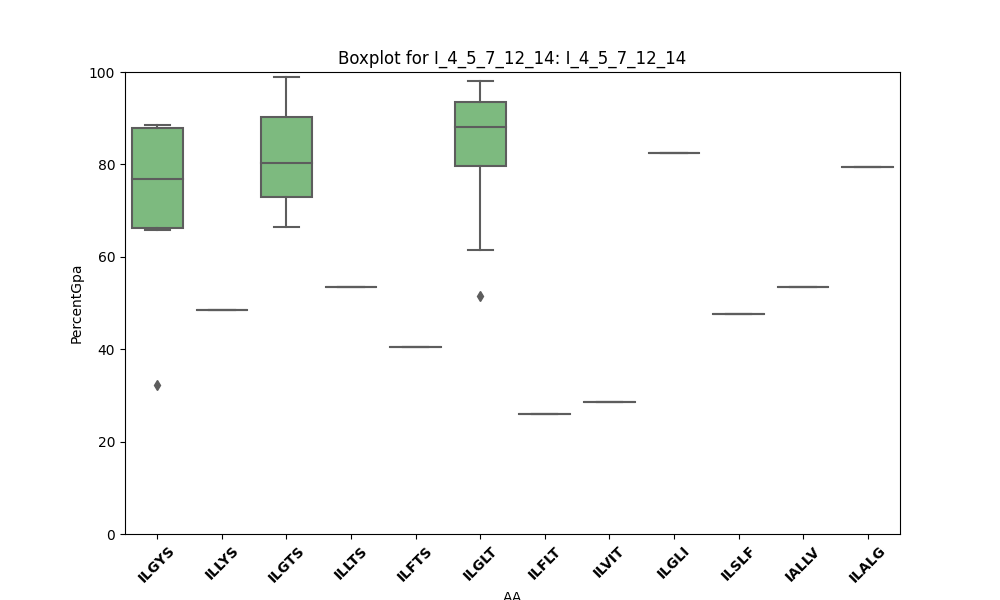 Boxplot for I_4_5_7_12_14: I_4_5_7_12_14
100
80
60
40
20
0
PercentGpa
ILGYS
ILLYS
ILGTS
ILLTS
ILFTS
ILGLT
ILFLT
ILVIT
ILGLI
ILSLF
IALLV
ILALG
AA